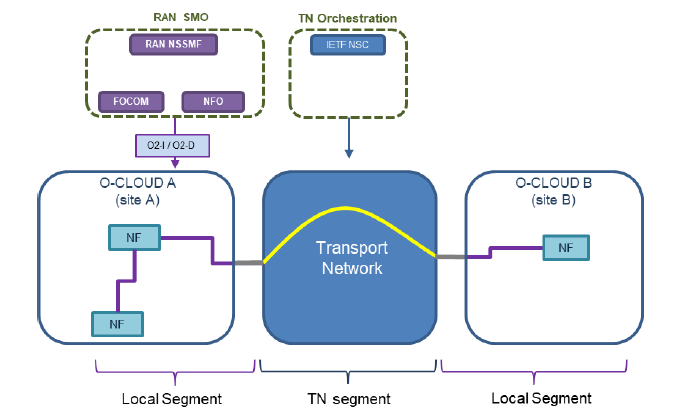 RAN SMO
TN Orchestration
RAN NSSMF
IETF NSC
FOCOM
NFO
O2-I / O2-D
O-CLOUD A
(site A)
O-CLOUD B
(site B)
NF
Transport
Network
NF
NF
Local Segment
TN segment
Local Segment